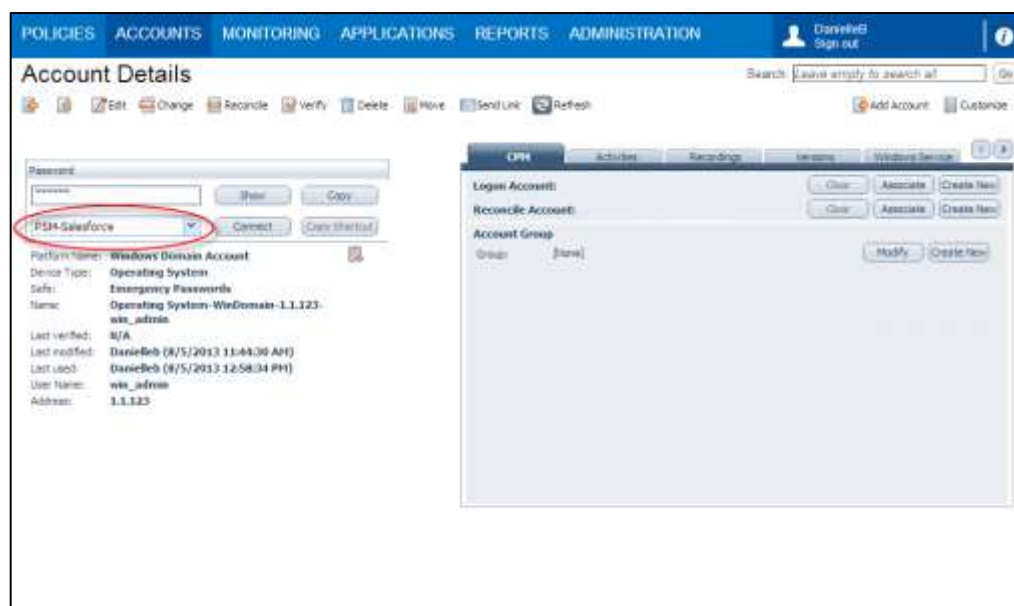 POLICIES ACCOUNTS MONITORING APPLICATIONS REPORTS ADMINISTRATION DanielleB
Sign out
Account Details
Search: Leave empty to search all Go
Edit Change Reconcile Verify Delete Move Send Link Refresh Add Account Customize
CPM Activities Recordings Versions Windows Service
Password
******* Show Copy
PSM-Salesforce Connect Copy Shortcut
Logon Account: Clear Associate Create New
Reconcile Account: Clear Associate Create New
Account Group
Group: [None] Modify Create New
Platform Name: Windows Domain Account
Device Type: Operating System
Safe: Emergency Passwords
Name: Operating System-WinDomain-1.1.123-
win_admin
Last verified: N/A
Last modified: Danielleb (8/5/2013 11:44:30 AM)
Last used: Danielleb (8/5/2013 12:58:34 PM)
User Name: win_admin
Address: 1.1.123